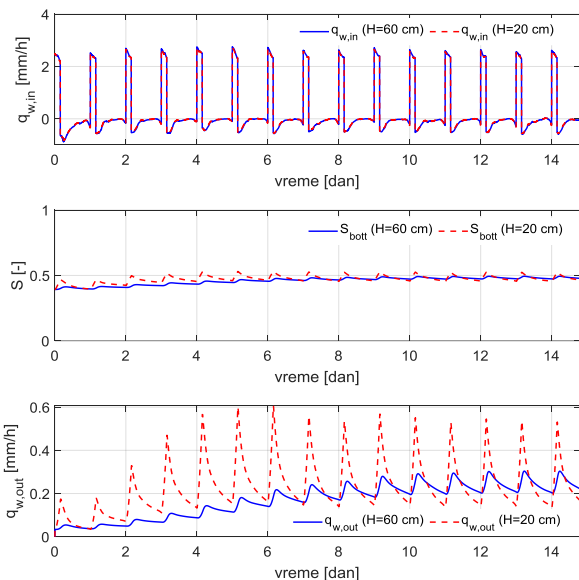 q_w,in (H=60 cm) q_w,in (H=20 cm)
4
2
0
q_w,in [mm/h]
0 2 4 6 8 10 12 14
vreme [dan]
S_bott (H=60 cm) S_bott (H=20 cm)
1
0.5
0
S [-]
0 2 4 6 8 10 12 14
vreme [dan]
0.6
0.4
0.2
0
q_w,out [mm/h]
q_w,out (H=60 cm) q_w,out (H=20 cm)
0 2 4 6 8 10 12 14
vreme [dan]